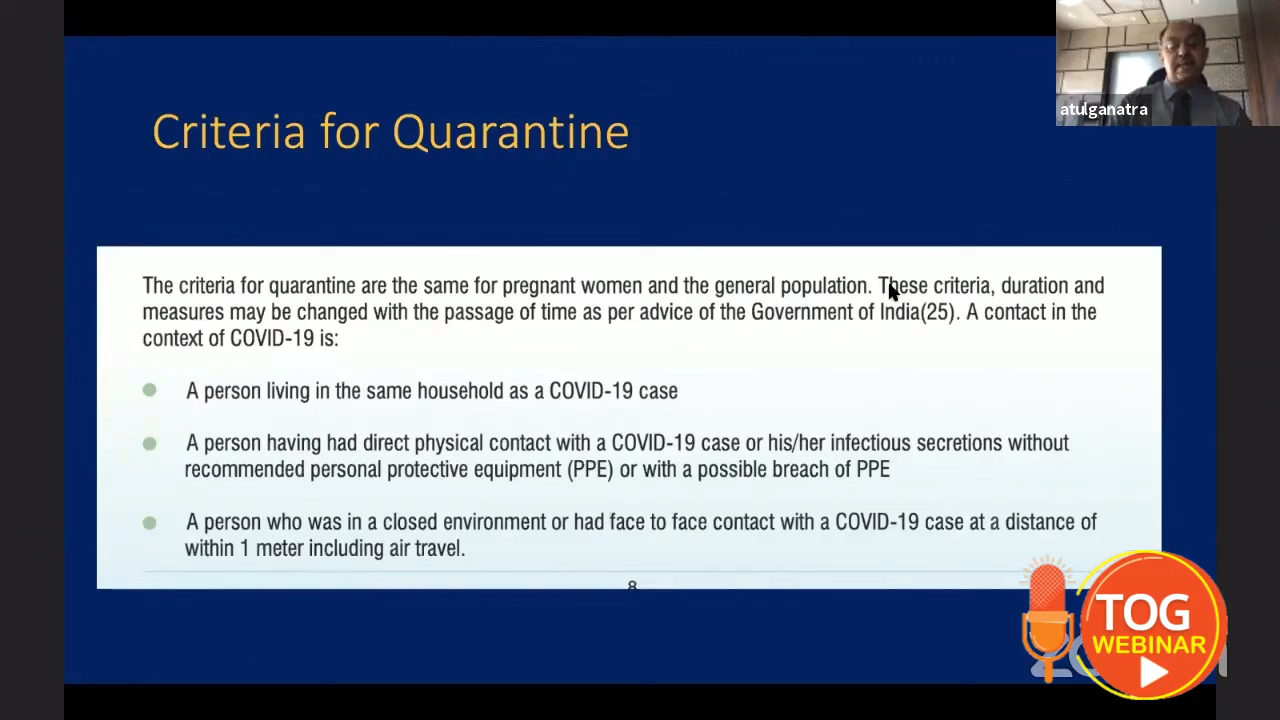 atulganatra
Criteria for Quarantine
The criteria for quarantine are the same for pregnant women and the general population. These criteria, duration and
measures may be changed with the passage of time as per advice of the Government of India(25). A contact in the
context of COVID-19 is:
A person living in the same household as a COVID-19 case
A person having had direct physical contact with a COVID-19 case or his/her infectious secretions without
recommended personal protective equipment (PPE) or with a possible breach of PPE
A person who was in a closed environment or had face to face contact with a COVID-19 case at a distance of
within 1 meter including air travel.
8
TOG
WEBINAR